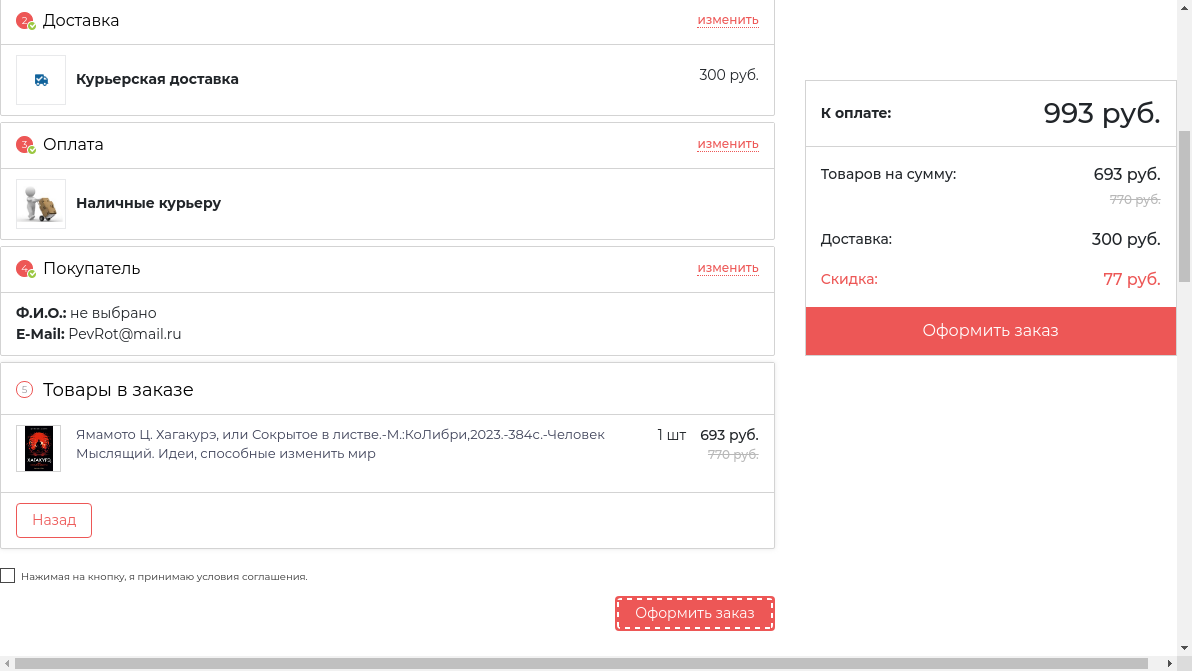 2 Доставка изменить
Курьерская доставка 300 руб.
3 Оплата изменить
Наличные курьеру
4 Покупатель изменить
Ф.И.О.: не выбрано
E-Mail: PevRot@mail.ru
5 Товары в заказе
ХАГАКУРЭ
Ямамото Ц. Хагакурэ, или Сокрытое в листве.-М.:КоЛибри,2023.-384с.-Человек
Мыслящий. Идеи, способные изменить мир
1 шт 693 руб.
770 руб.
Назад
Нажимая на кнопку, я принимаю условия соглашения.
Оформить заказ
К оплате: 993 руб.
Товаров на сумму: 693 руб.
770 руб.
Доставка: 300 руб.
Скидка: 77 руб.
Оформить заказ